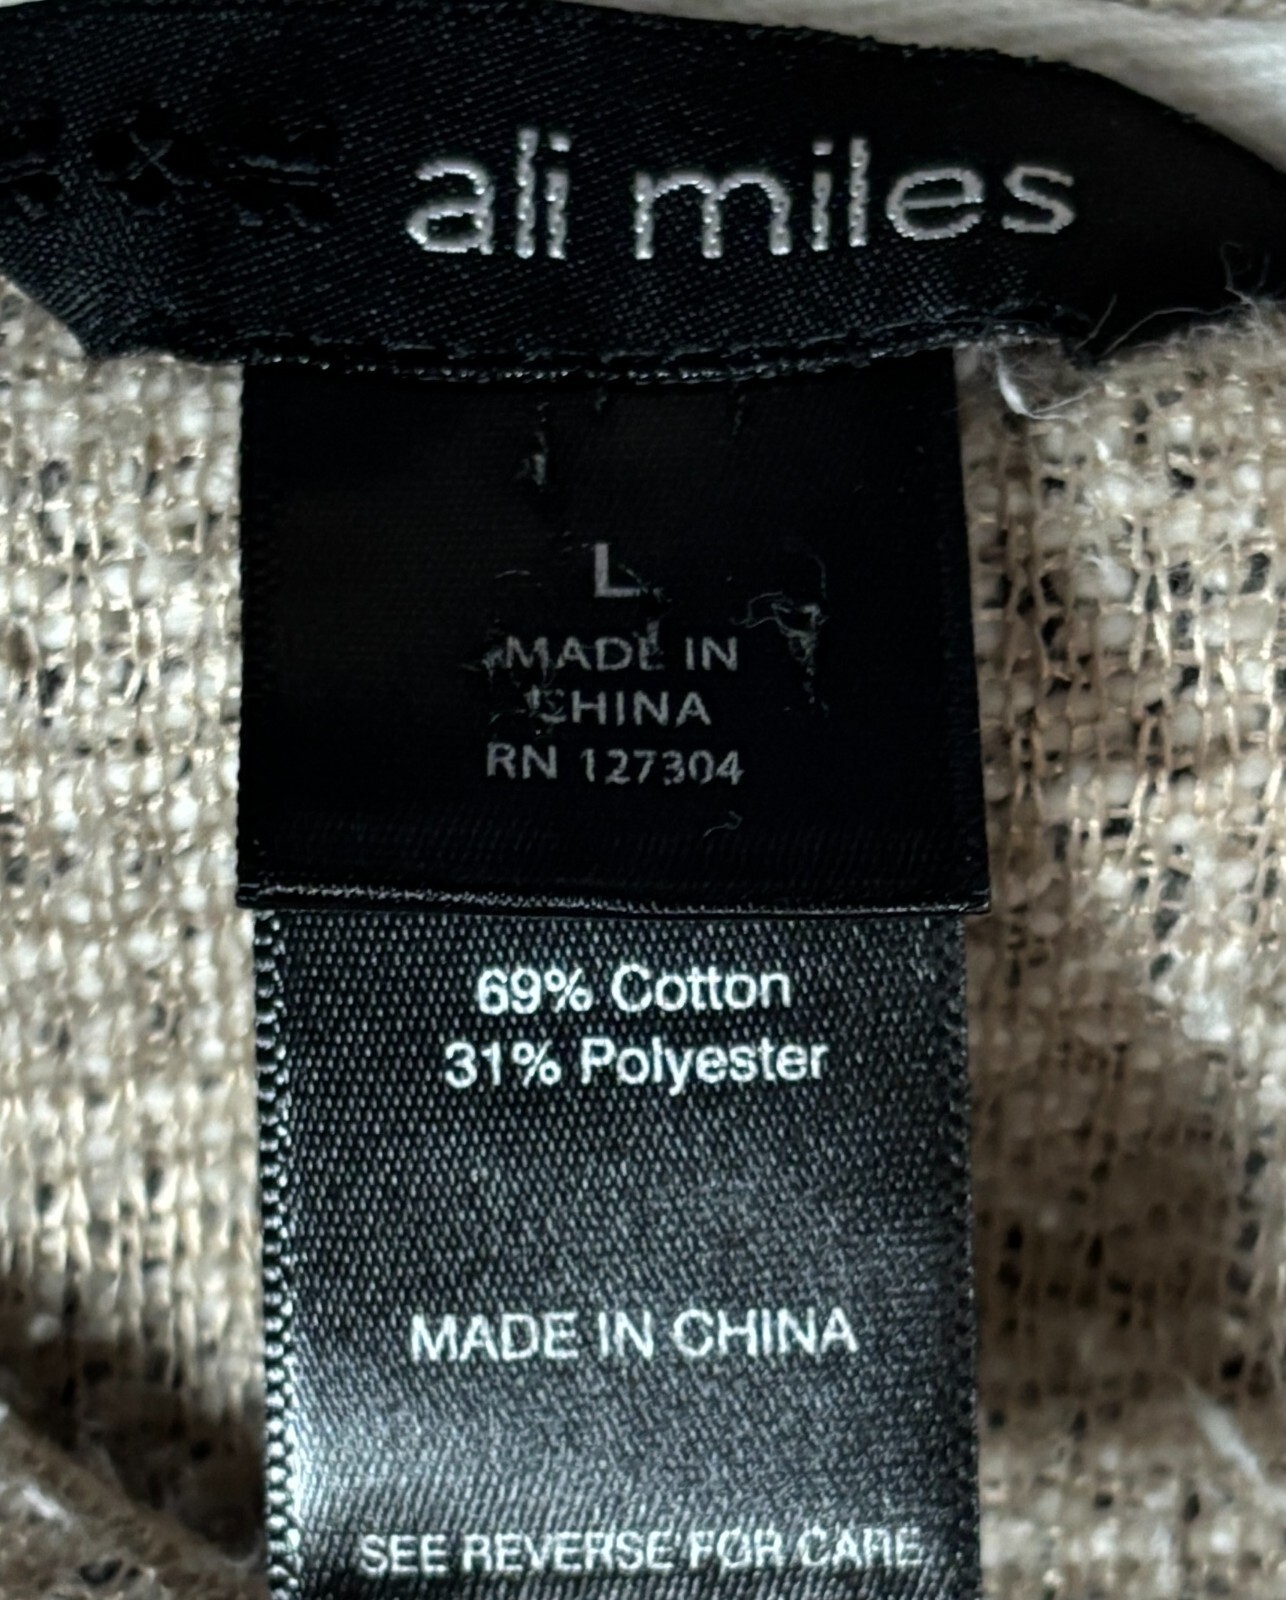 ali miles
L
MADE IN
CHINA
RN 127304
69% Cotton
31% Polyester
MADE IN CHINA
SEE REVERSE FOR CARE